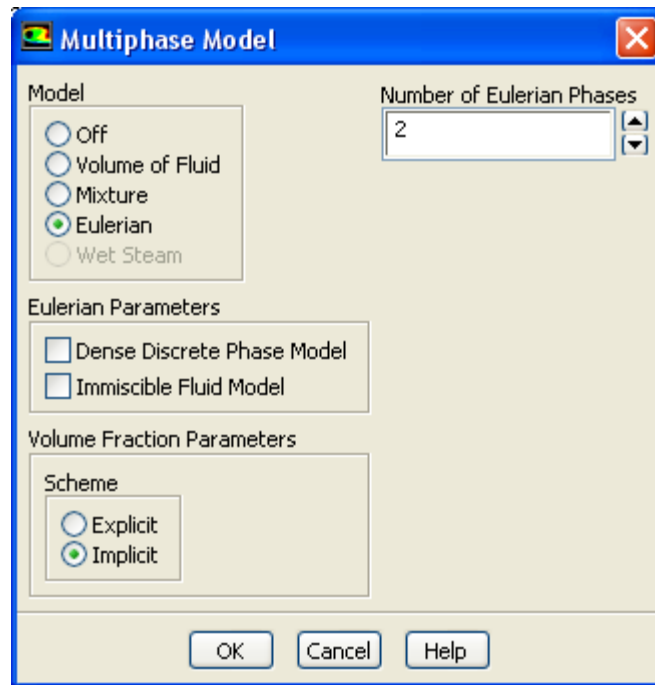 Multiphase Model
Model
Off
Volume of Fluid
Mixture
Eulerian
Wet Steam
Number of Eulerian Phases
2
Eulerian Parameters
Dense Discrete Phase Model
Immiscible Fluid Model
Volume Fraction Parameters
Scheme
Explicit
Implicit
OK Cancel Help